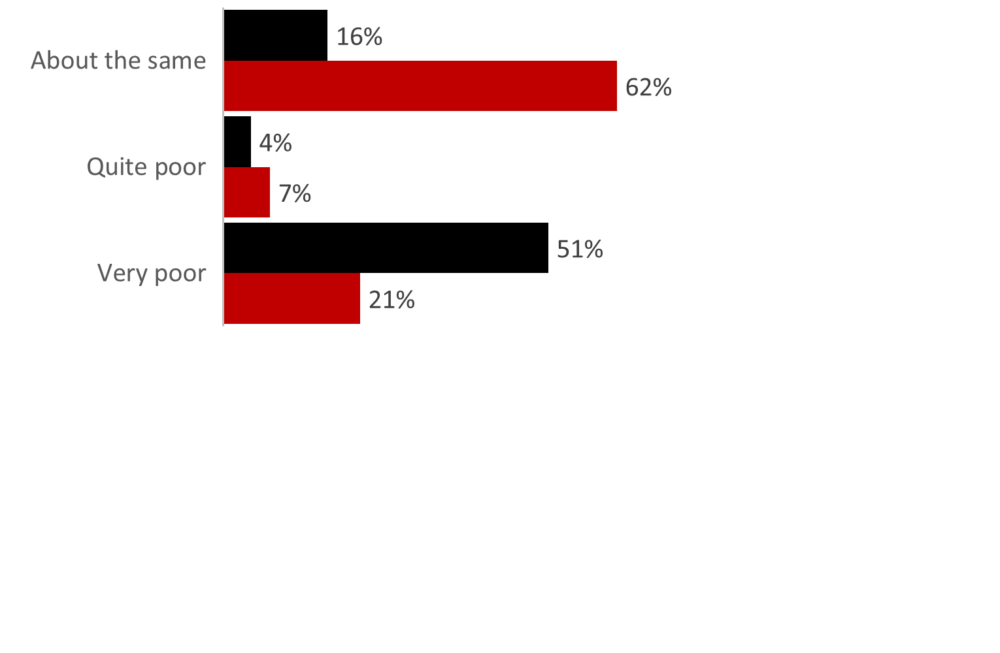 16%
About the same
62%
4%
Quite poor
7%
51%
Very poor
21%